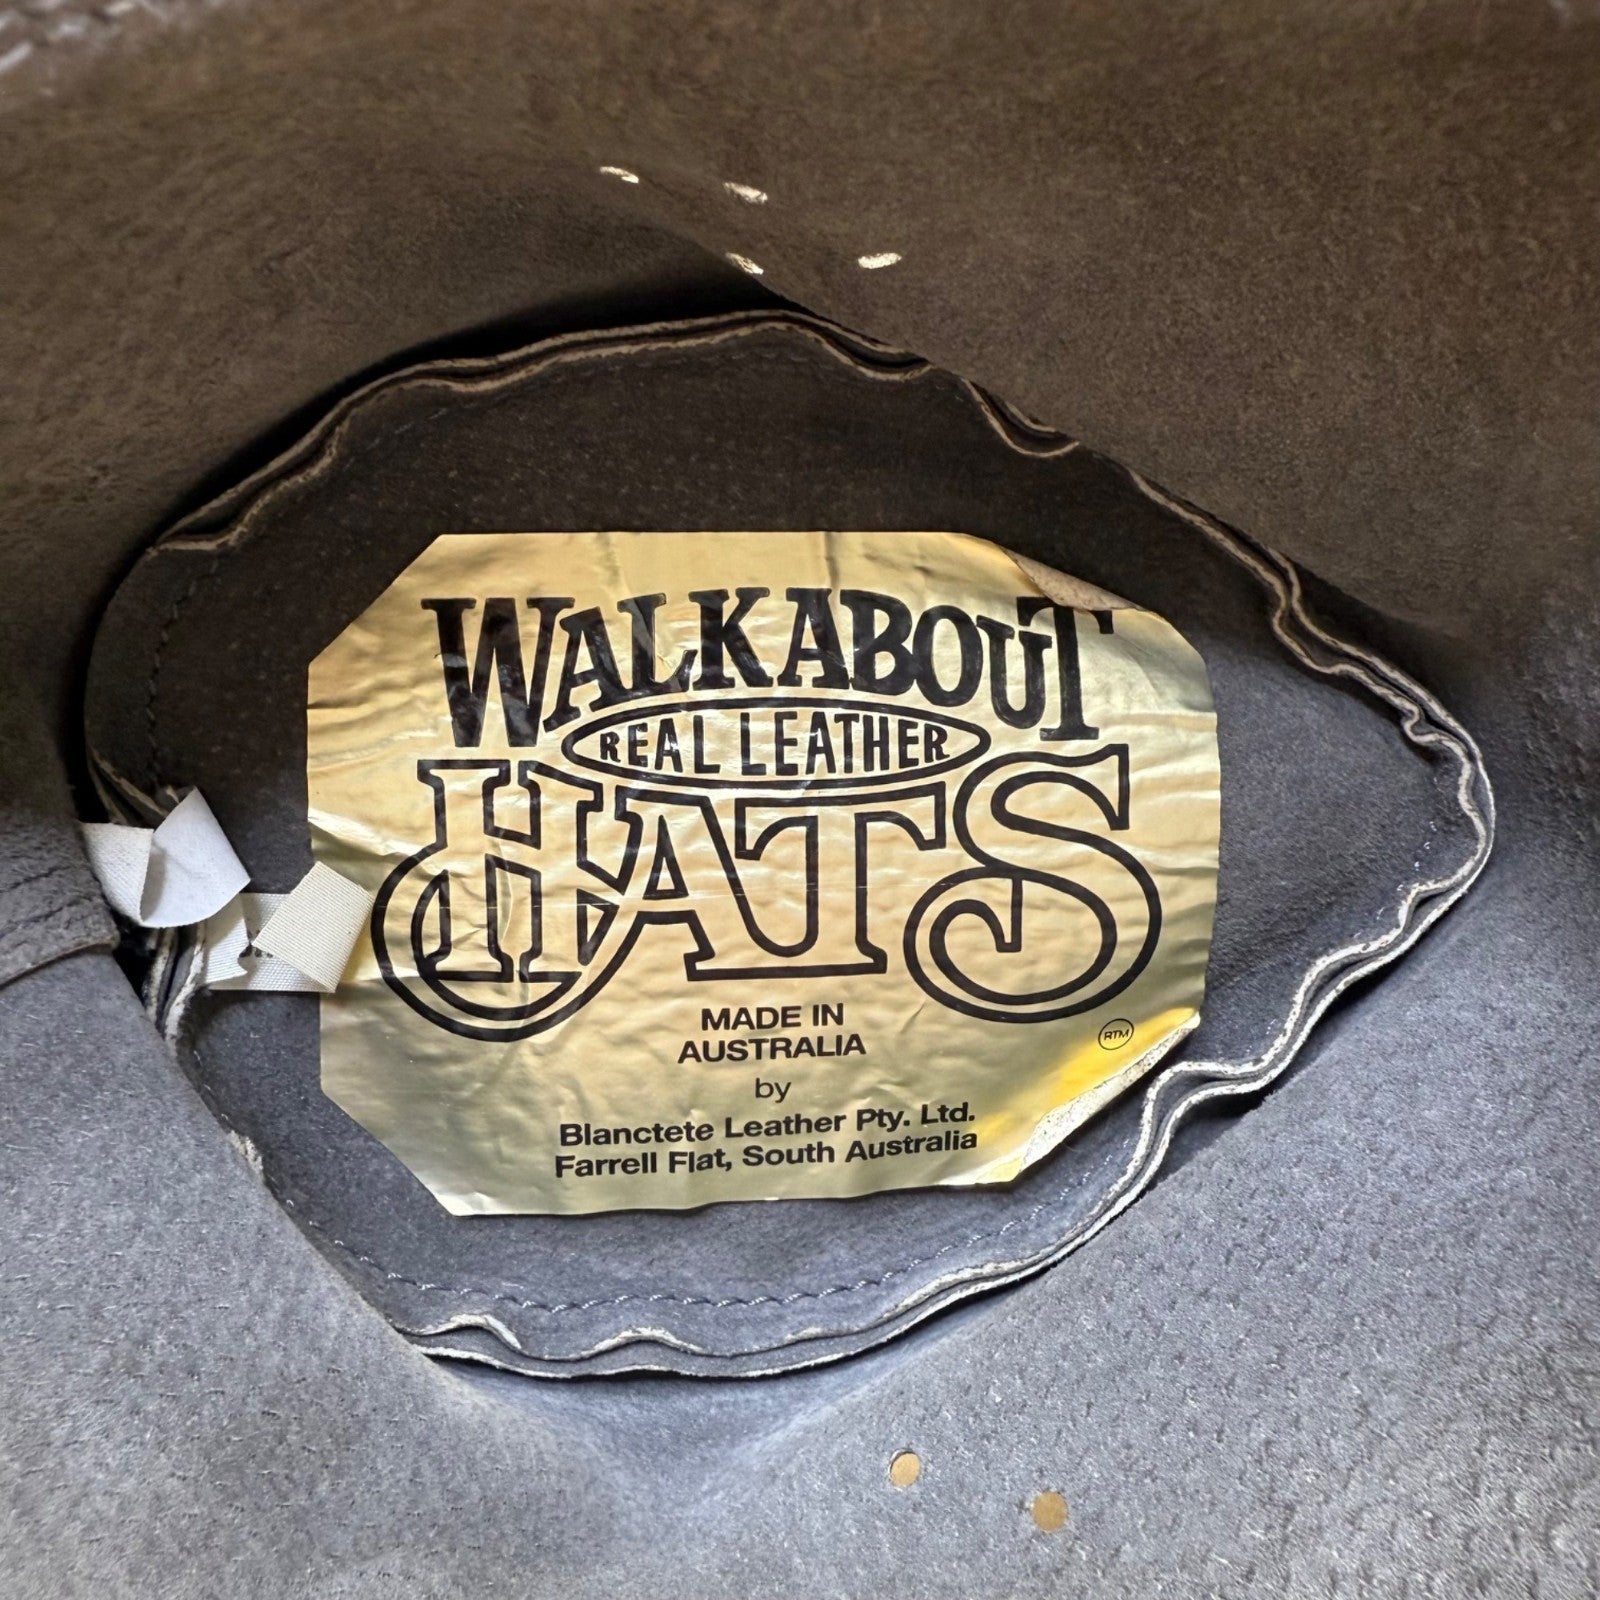 WALKABOUT
REAL LEATHER
HATS
MADE IN
AUSTRALIA
RTM
by
Blanctete Leather Pty. Ltd.
Farrell Flat, South Australia